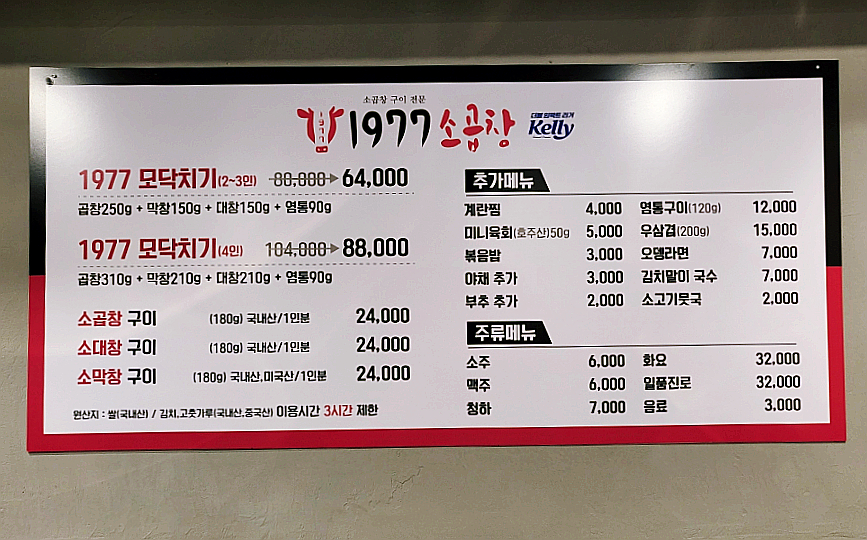 소곱창 구이 전문
1977 소곱창
더블 임팩트 라거
Kelly
1977 모닥치기(2~3인) 80,000 64,000
곱창250g + 막창150g + 대창150g + 염통90g
1977 모닥치기(4인) 104,000 88,000
곱창310g + 막창210g + 대창210g + 염통90g
소곱창 구이 (180g) 국내산/1인분 24,000
소대창 구이 (180g) 국내산/1인분 24,000
소막창 구이 (180g) 국내산,미국산/1인분 24,000
원산지 : 쌀(국내산) / 김치,고춧가루(국내산,중국산) 이용시간 3시간 제한
추가메뉴
계란찜 4,000 염통구이(120g) 12,000
미니육회(호주산)50g 5,000 우삼겹(200g) 15,000
볶음밥 3,000 오뎅라면 7,000
야채 추가 3,000 김치말이 국수 7,000
부추 추가 2,000 소고기뭇국 2,000
주류메뉴
소주 6,000 화요 32,000
맥주 6,000 일품진로 32,000
청하 7,000 음료 3,000